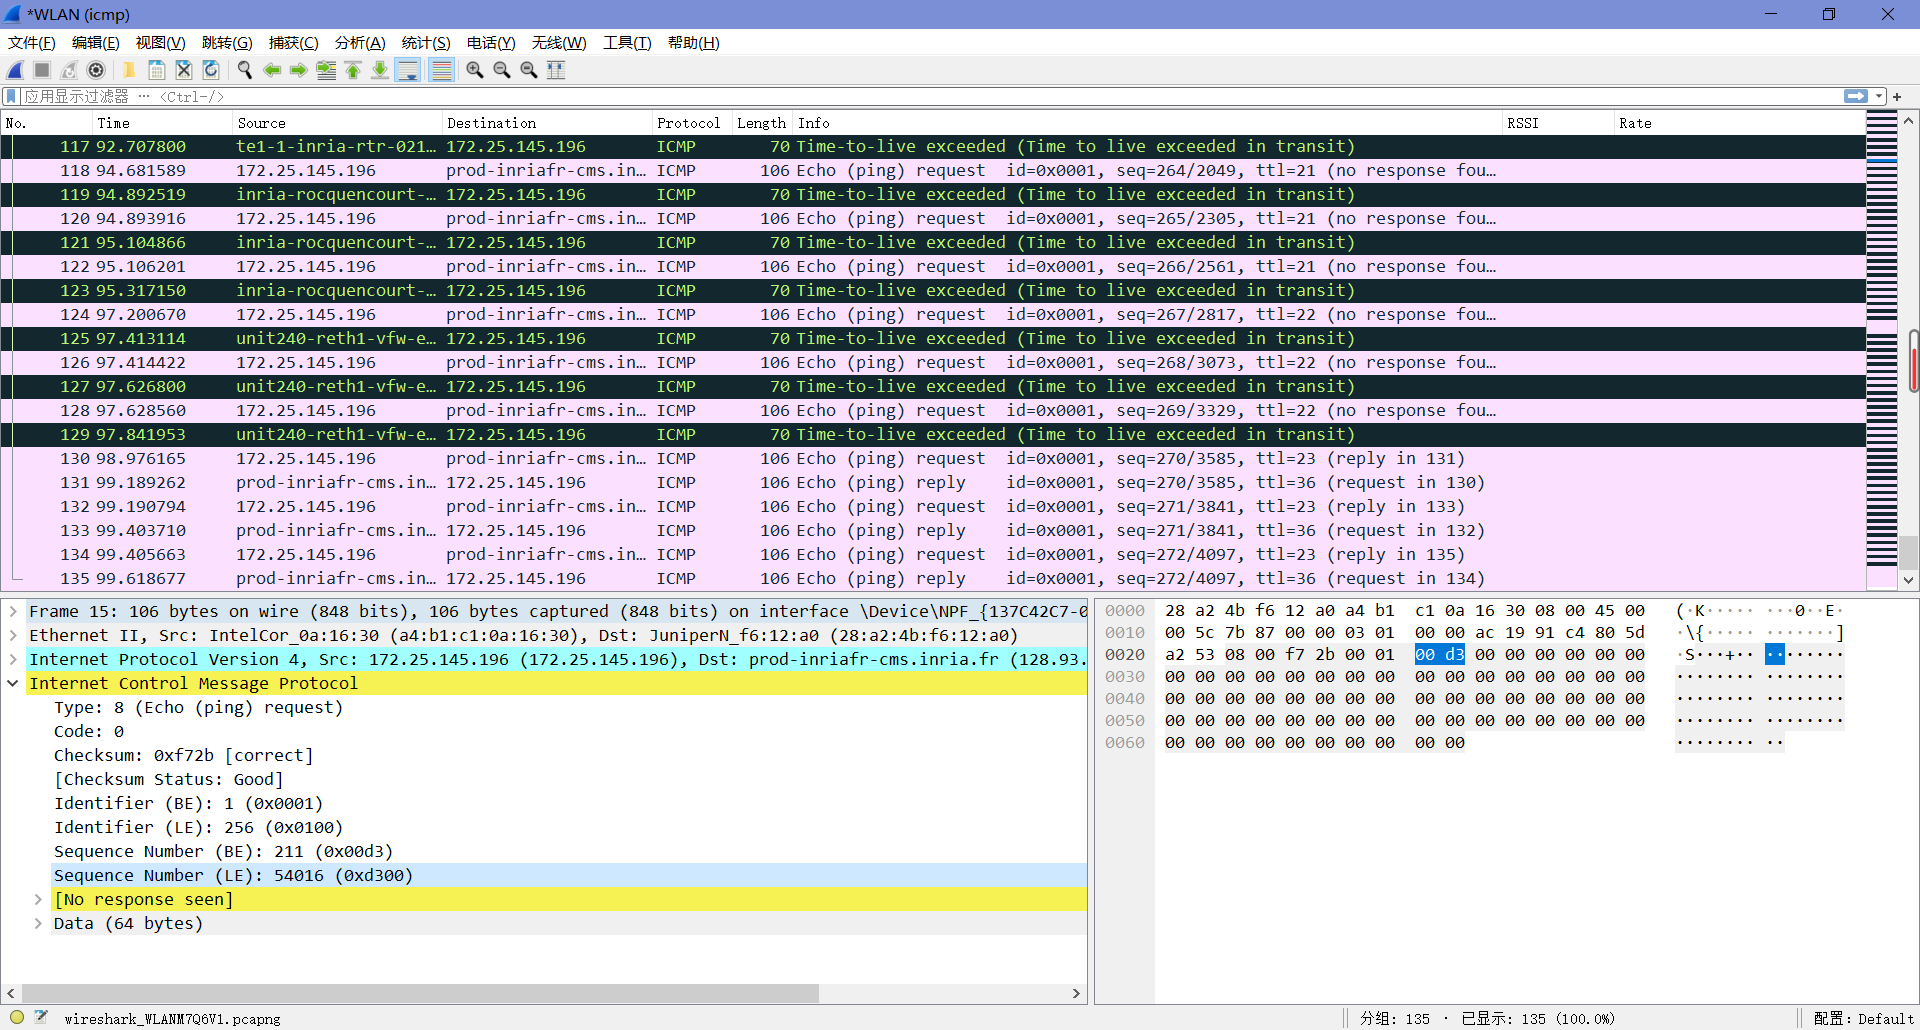 *WLAN (icmp)
文件(F) 编辑(E) 视图(V) 跳转(G) 捕获(C) 分析(A) 统计(S) 电话(Y) 无线(W) 工具(T) 帮助(H)
应用显示过滤器 … <Ctrl-/>
No. Time Source Destination Protocol Length Info RSSI Rate
117 92.707800 te1-1-inria-rtr-021… 172.25.145.196 ICMP 70 Time-to-live exceeded (Time to live exceeded in transit)
118 94.681589 172.25.145.196 prod-inriafr-cms.in… ICMP 106 Echo (ping) request id=0x0001, seq=264/2049, ttl=21 (no response fou…
119 94.892519 inria-rocquencourt-… 172.25.145.196 ICMP 70 Time-to-live exceeded (Time to live exceeded in transit)
120 94.893916 172.25.145.196 prod-inriafr-cms.in… ICMP 106 Echo (ping) request id=0x0001, seq=265/2305, ttl=21 (no response fou…
121 95.104866 inria-rocquencourt-… 172.25.145.196 ICMP 70 Time-to-live exceeded (Time to live exceeded in transit)
122 95.106201 172.25.145.196 prod-inriafr-cms.in… ICMP 106 Echo (ping) request id=0x0001, seq=266/2561, ttl=21 (no response fou…
123 95.317150 inria-rocquencourt-… 172.25.145.196 ICMP 70 Time-to-live exceeded (Time to live exceeded in transit)
124 97.200670 172.25.145.196 prod-inriafr-cms.in… ICMP 106 Echo (ping) request id=0x0001, seq=267/2817, ttl=22 (no response fou…
125 97.413114 unit240-reth1-vfw-e… 172.25.145.196 ICMP 70 Time-to-live exceeded (Time to live exceeded in transit)
126 97.414422 172.25.145.196 prod-inriafr-cms.in… ICMP 106 Echo (ping) request id=0x0001, seq=268/3073, ttl=22 (no response fou…
127 97.626800 unit240-reth1-vfw-e… 172.25.145.196 ICMP 70 Time-to-live exceeded (Time to live exceeded in transit)
128 97.628560 172.25.145.196 prod-inriafr-cms.in… ICMP 106 Echo (ping) request id=0x0001, seq=269/3329, ttl=22 (no response fou…
129 97.841953 unit240-reth1-vfw-e… 172.25.145.196 ICMP 70 Time-to-live exceeded (Time to live exceeded in transit)
130 98.976165 172.25.145.196 prod-inriafr-cms.in… ICMP 106 Echo (ping) request id=0x0001, seq=270/3585, ttl=23 (reply in 131)
131 99.189262 prod-inriafr-cms.in… 172.25.145.196 ICMP 106 Echo (ping) reply id=0x0001, seq=270/3585, ttl=36 (request in 130)
132 99.190794 172.25.145.196 prod-inriafr-cms.in… ICMP 106 Echo (ping) request id=0x0001, seq=271/3841, ttl=23 (reply in 133)
133 99.403710 prod-inriafr-cms.in… 172.25.145.196 ICMP 106 Echo (ping) reply id=0x0001, seq=271/3841, ttl=36 (request in 132)
134 99.405663 172.25.145.196 prod-inriafr-cms.in… ICMP 106 Echo (ping) request id=0x0001, seq=272/4097, ttl=23 (reply in 135)
135 99.618677 prod-inriafr-cms.in… 172.25.145.196 ICMP 106 Echo (ping) reply id=0x0001, seq=272/4097, ttl=36 (request in 134)
Frame 15: 106 bytes on wire (848 bits), 106 bytes captured (848 bits) on interface \Device\NPF_{137C42C7-0
Ethernet II, Src: IntelCor_0a:16:30 (a4:b1:c1:0a:16:30), Dst: JuniperN_f6:12:a0 (28:a2:4b:f6:12:a0)
Internet Protocol Version 4, Src: 172.25.145.196 (172.25.145.196), Dst: prod-inriafr-cms.inria.fr (128.93.
Internet Control Message Protocol
Type: 8 (Echo (ping) request)
Code: 0
Checksum: 0xf72b [correct]
[Checksum Status: Good]
Identifier (BE): 1 (0x0001)
Identifier (LE): 256 (0x0100)
Sequence Number (BE): 211 (0x00d3)
Sequence Number (LE): 54016 (0xd300)
[No response seen]
Data (64 bytes)
0000 28 a2 4b f6 12 a0 a4 b1 c1 0a 16 30 08 00 45 00 (·K····· ···0··E·
0010 00 5c 7b 87 00 00 03 01 00 00 ac 19 91 c4 80 5d ·\{····· ·······]
0020 a2 53 08 00 f7 2b 00 01 00 d3 00 00 00 00 00 00 ·S···+·· ········
0030 00 00 00 00 00 00 00 00 00 00 00 00 00 00 00 00 ········ ········
0040 00 00 00 00 00 00 00 00 00 00 00 00 00 00 00 00 ········ ········
0050 00 00 00 00 00 00 00 00 00 00 00 00 00 00 00 00 ········ ········
0060 00 00 00 00 00 00 00 00 00 00 ········ ··
wireshark_WLANM7Q6V1.pcapng 分组: 135 · 已显示: 135 (100.0%) 配置: Default